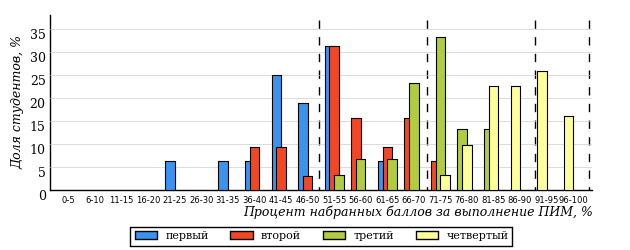 Доля студентов, %
35
30
25
20
15
10
5
0
0-5 6-10 11-15 16-20 21-25 26-30 31-35 36-40 41-45 46-50 51-55 56-60 61-65 66-70 71-75 76-80 81-85 86-90 91-95 96-100
Процент набранных баллов за выполнение ПИМ, %
первый второй третий четвертый